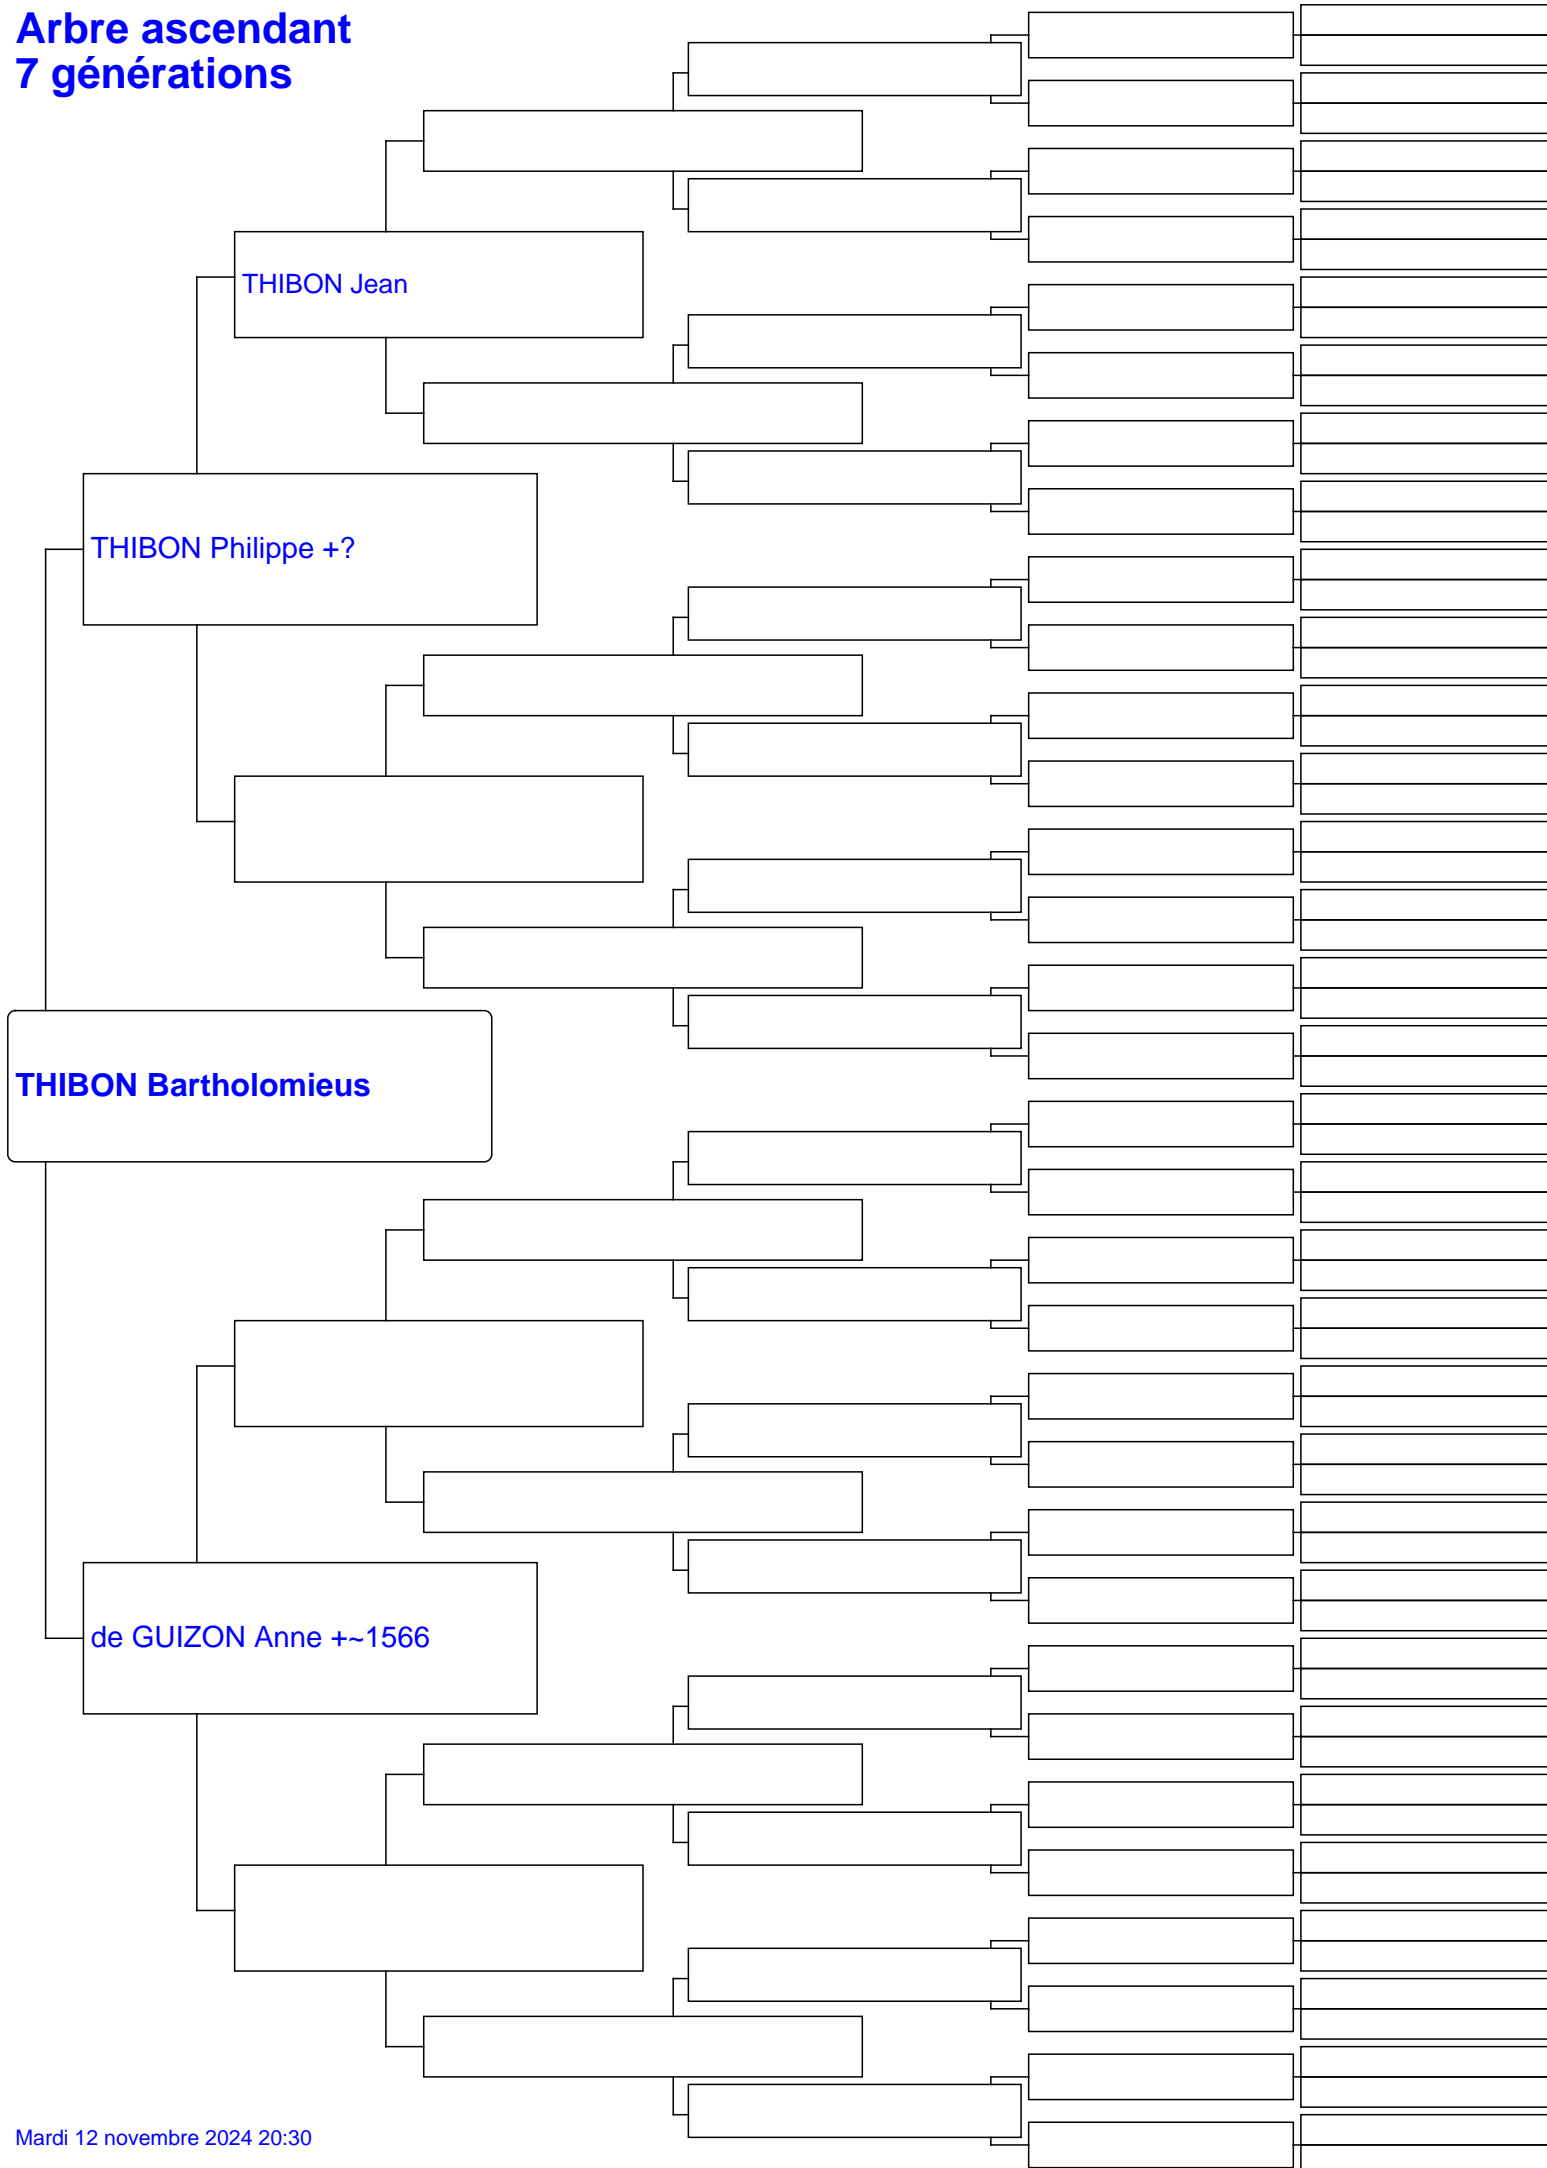 Arbre ascendant
7 générations
THIBON Jean
THIBON Philippe +?
THIBON Bartholomieus
de GUIZON Anne +~1566
Mardi 12 novembre 2024 20:30